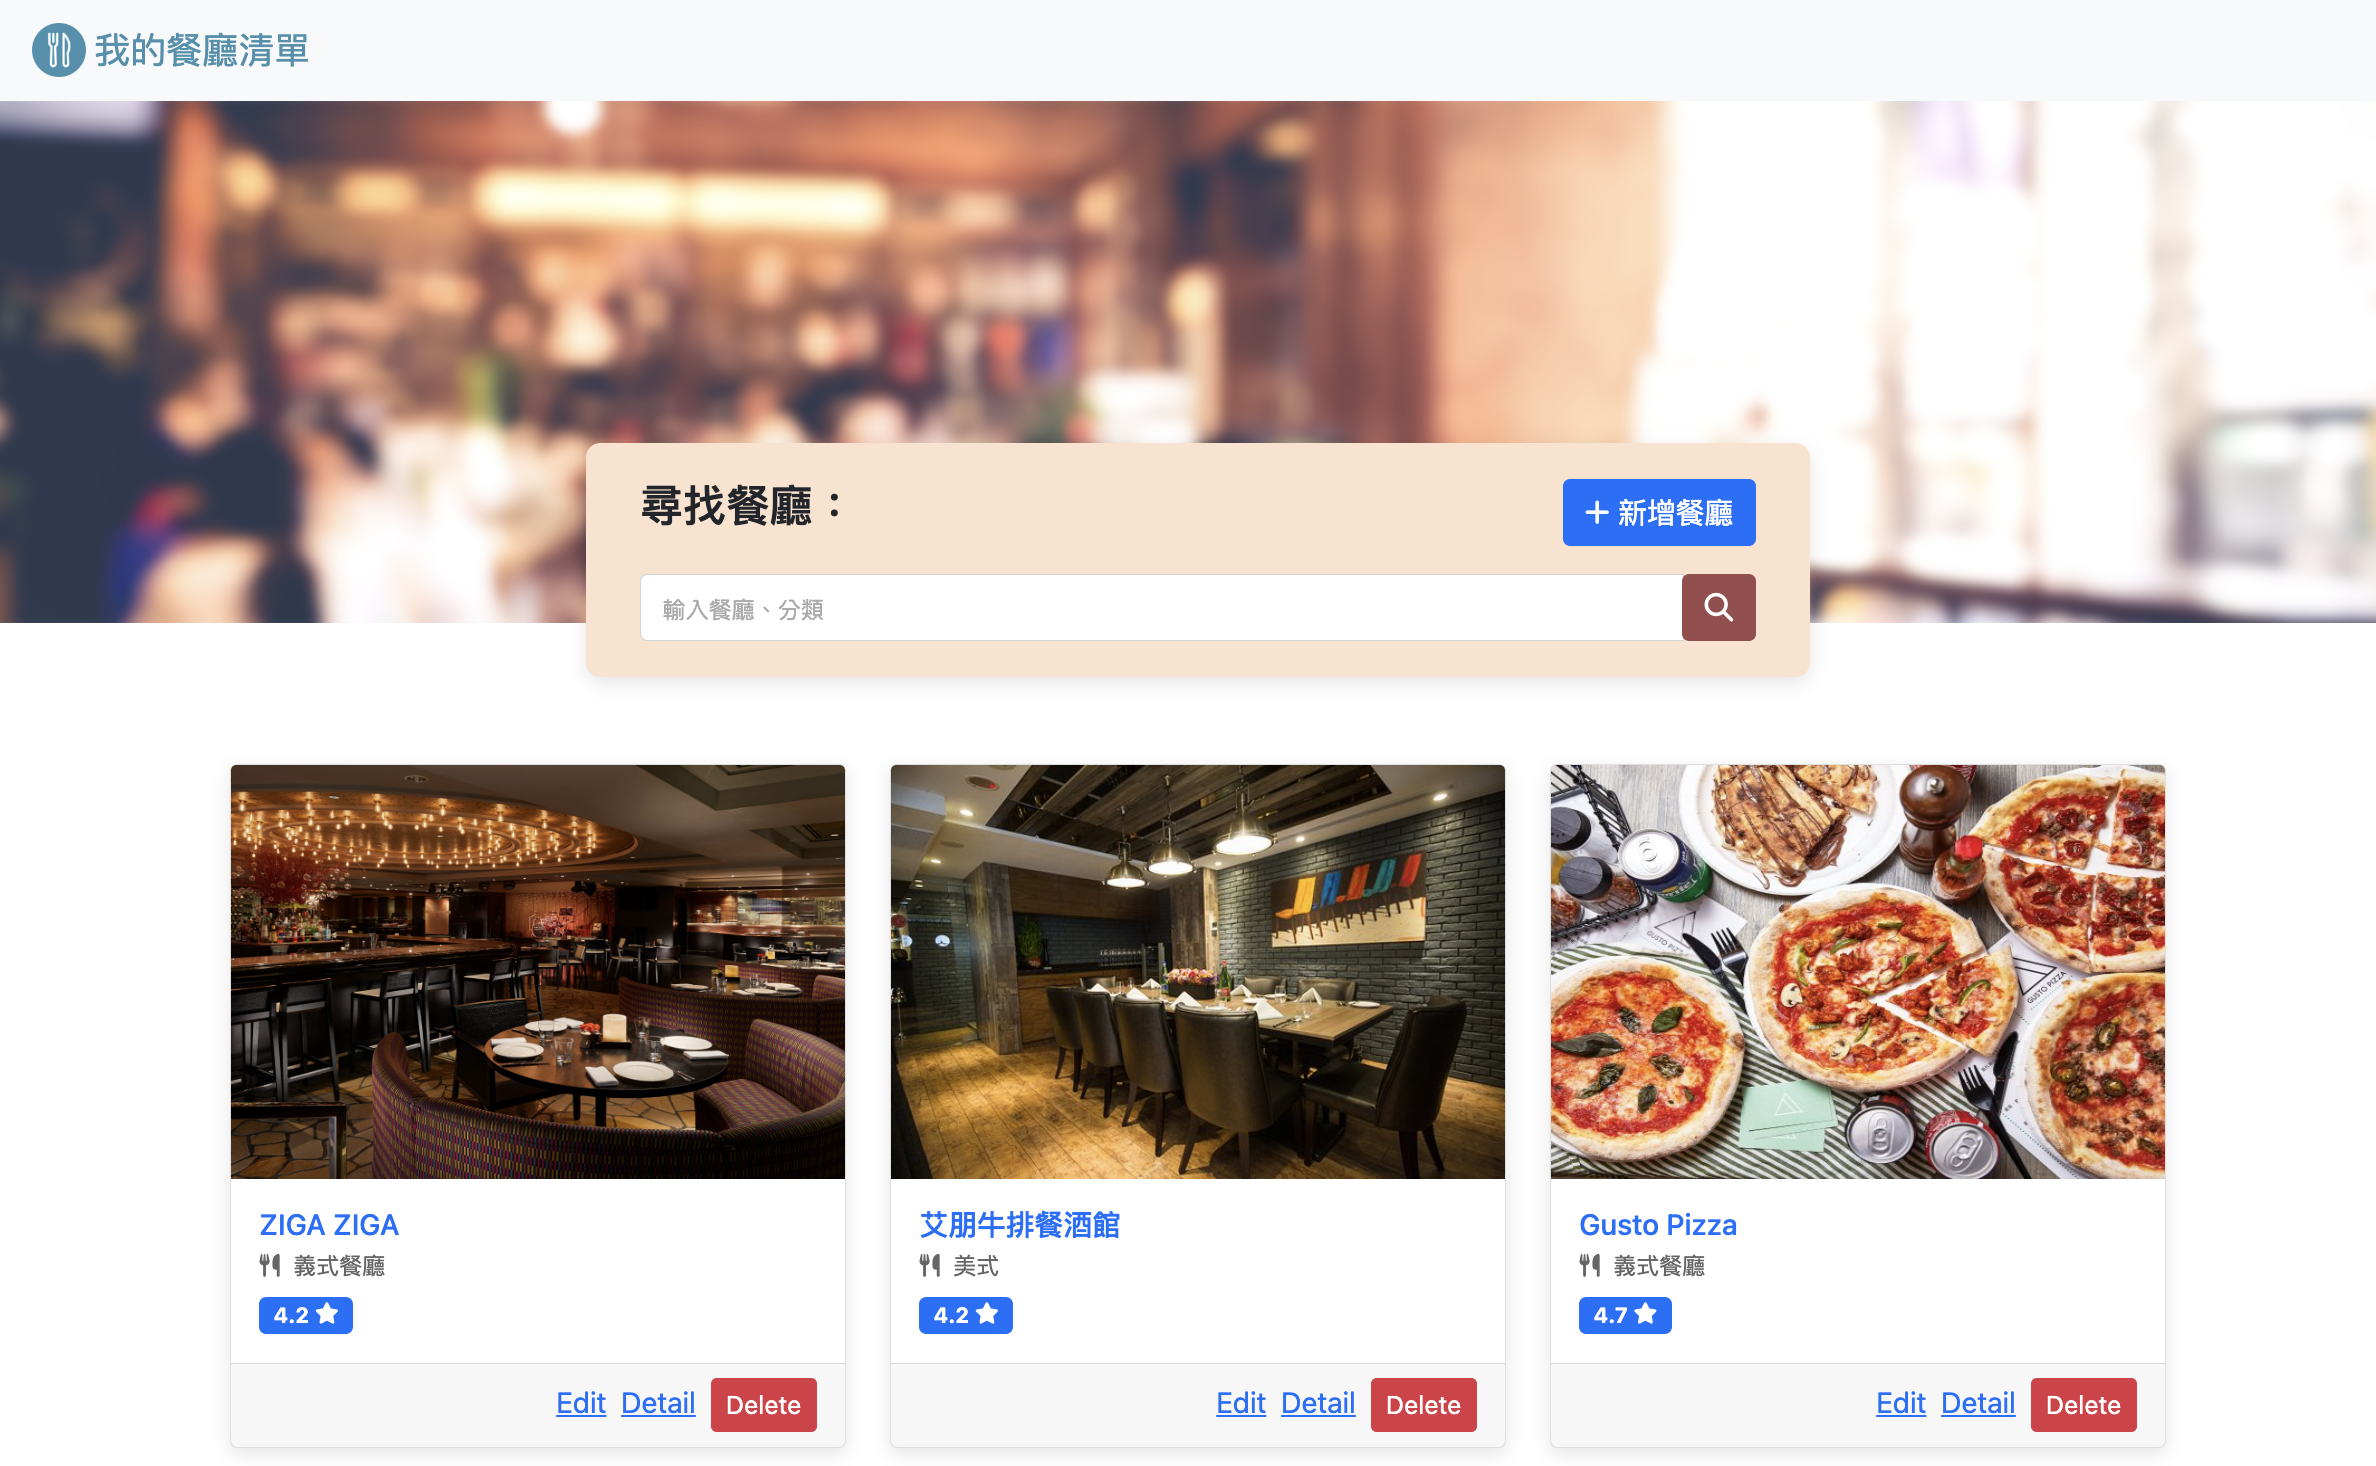 我的餐廳清單
尋找餐廳：
新增餐廳
輸入餐廳、分類
GUSTO PIZZA
ZIGA ZIGA
義式餐廳
4.2
Edit Detail Delete
艾朋牛排餐酒館
美式
4.2
Edit Detail Delete
Gusto Pizza
義式餐廳
4.7
Edit Detail Delete